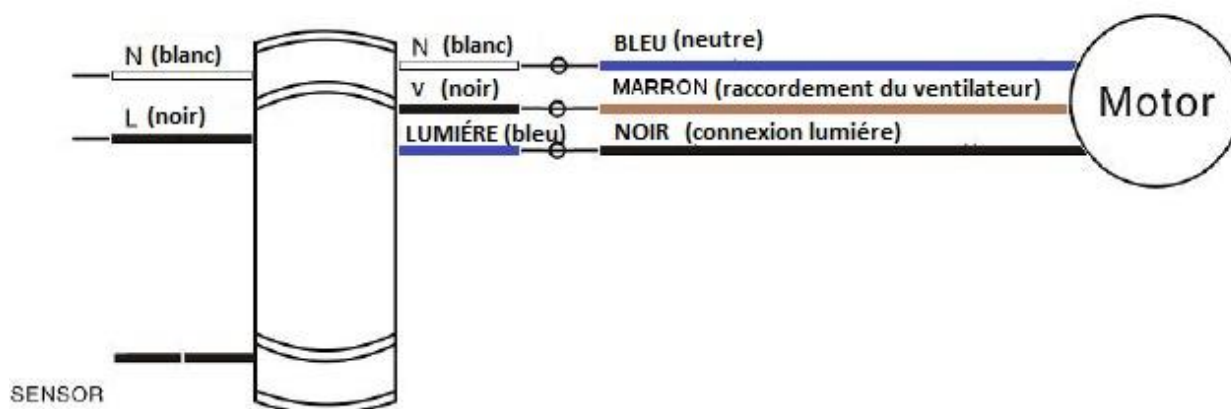 N (blanc)
L (noir)
N (blanc)
V (noir)
LUMIÉRE (bleu)
BLEU (neutre)
MARRON (raccordement du ventilateur)
NOIR (connexion lumiére)
Motor
SENSOR